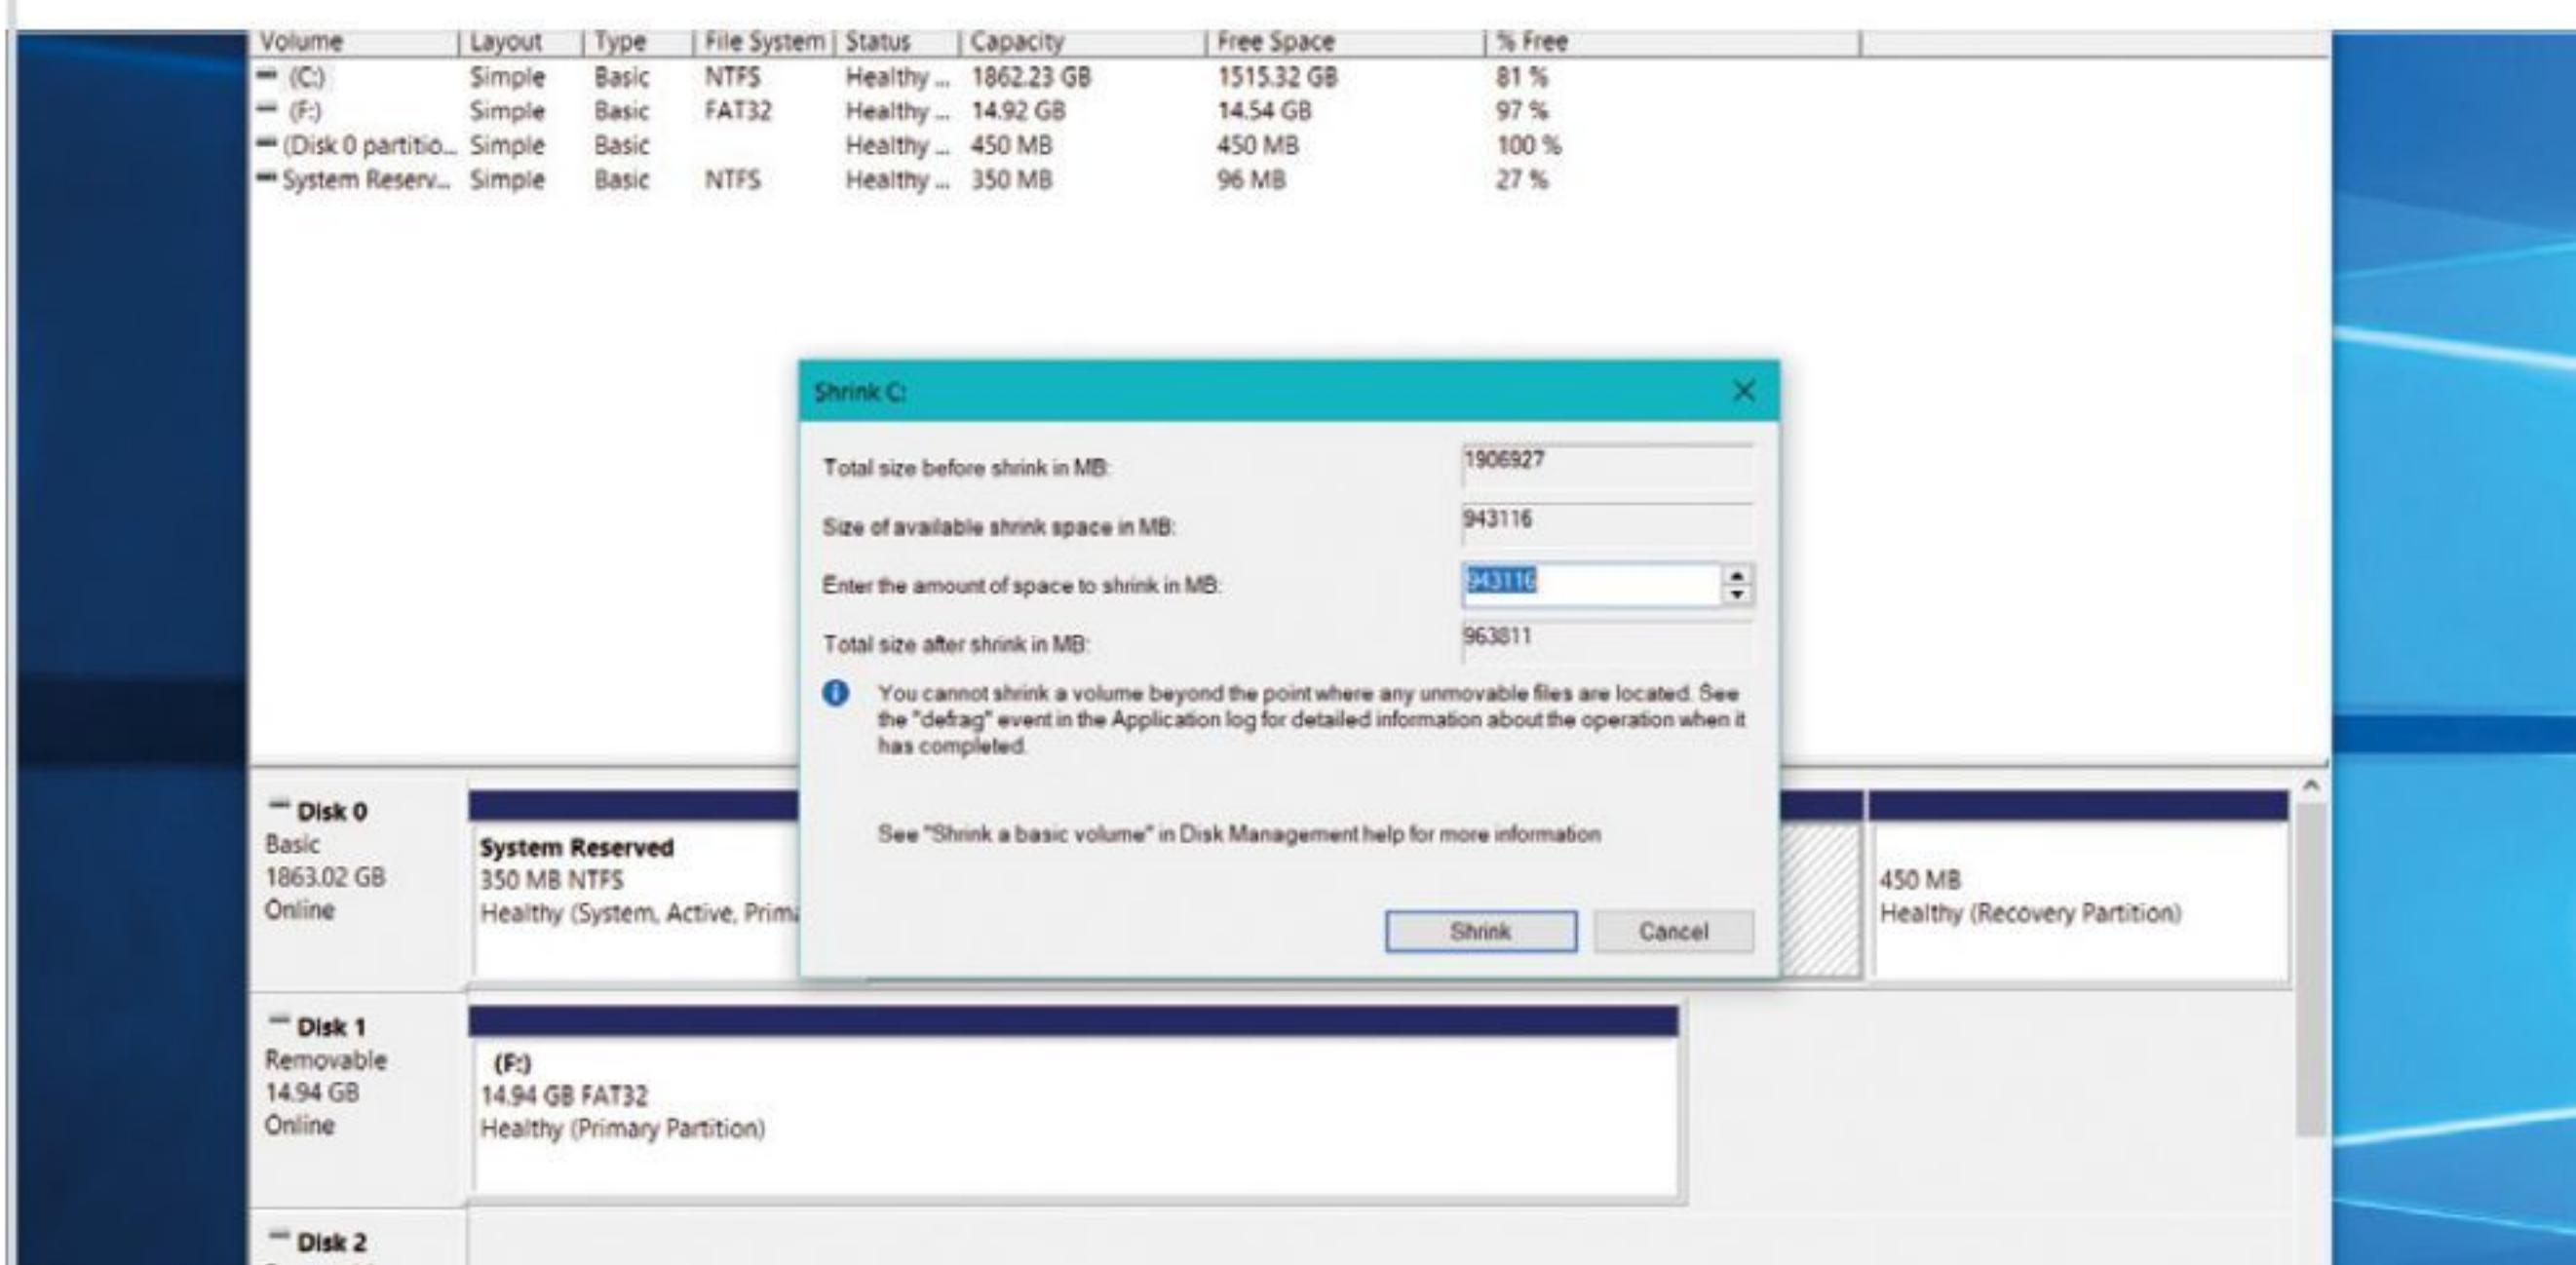 Volume Layout Type File System Status Capacity Free Space % Free
(C:) Simple Basic NTFS Healthy ... 1862.23 GB 1515.32 GB 81 %
(F:) Simple Basic FAT32 Healthy ... 14.92 GB 14.54 GB 97 %
(Disk 0 partitio... Simple Basic Healthy ... 450 MB 450 MB 100 %
System Reserv... Simple Basic NTFS Healthy ... 350 MB 96 MB 27 %
Shrink C:
Total size before shrink in MB: 1906927
Size of available shrink space in MB: 943116
Enter the amount of space to shrink in MB: 943116
Total size after shrink in MB: 963811
You cannot shrink a volume beyond the point where any unmovable files are located. See
the "defrag" event in the Application log for detailed information about the operation when it
has completed.
See "Shrink a basic volume" in Disk Management help for more information
Shrink Cancel
Disk 0
Basic
1863.02 GB
Online
System Reserved
350 MB NTFS
Healthy (System, Active, Prima
450 MB
Healthy (Recovery Partition)
Disk 1
Removable
14.94 GB
Online
(F:)
14.94 GB FAT32
Healthy (Primary Partition)
Disk 2